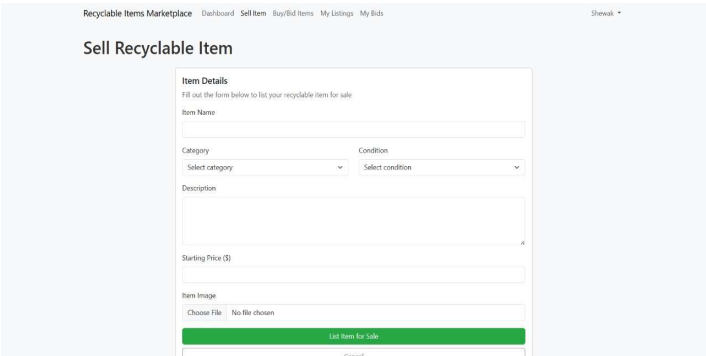 Recyclable Items Marketplace Dashboard Sell Item Buy/Bid Items My Listings My Bids Shewak
Sell Recyclable Item
Item Details
Fill out the form below to list your recyclable item for sale
Item Name
Category Condition
Select category Select condition
Description
Starting Price ($)
Item Image
Choose File No file chosen
List Item for Sale
Cancel